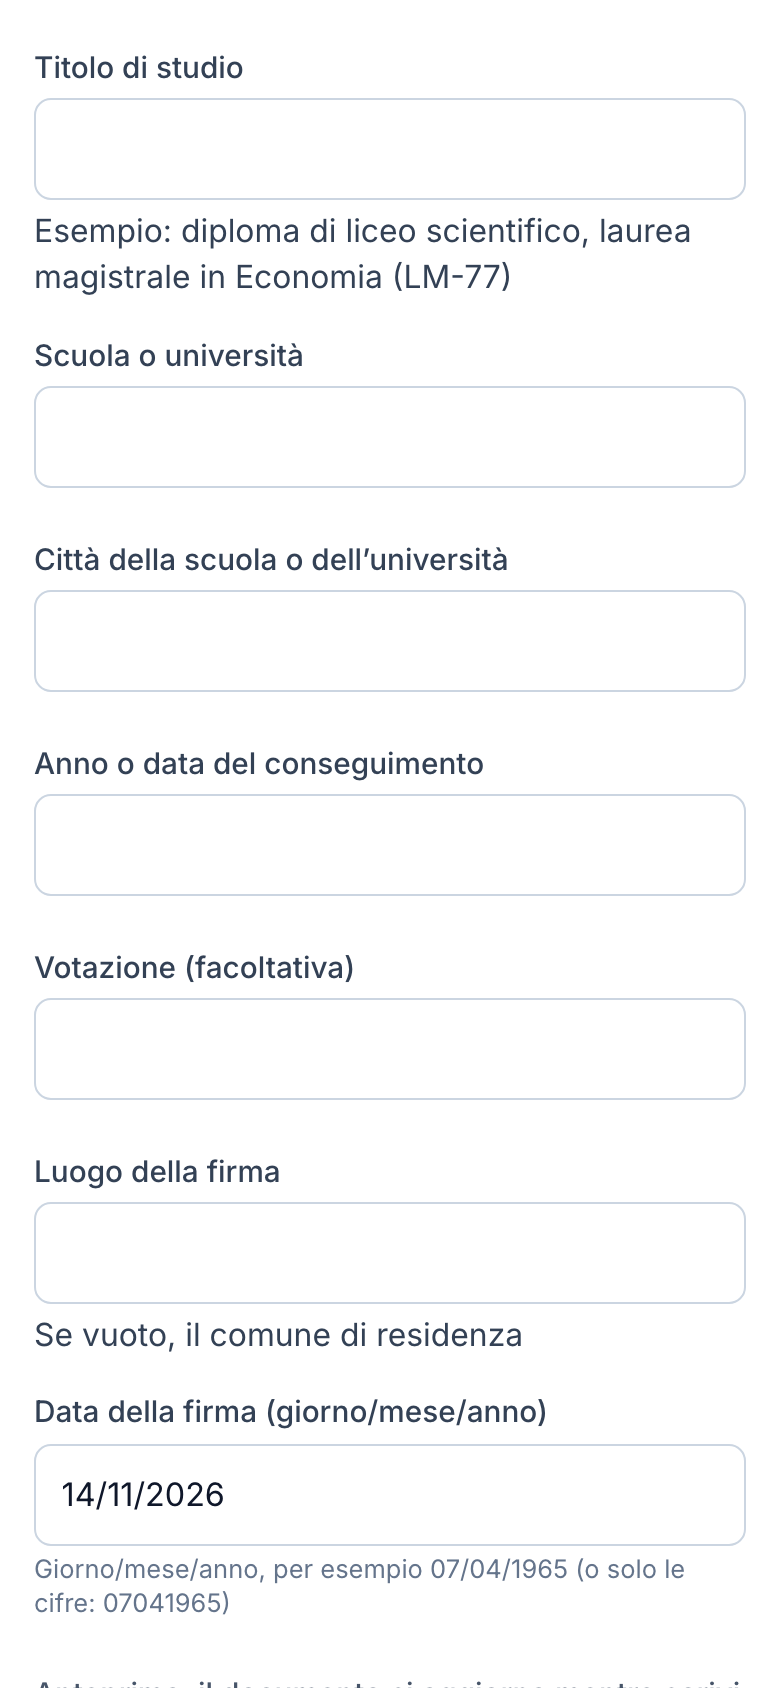 Titolo di studio
Esempio: diploma di liceo scientifico, laurea
magistrale in Economia (LM-77)
Scuola o università
Città della scuola o dell’università
Anno o data del conseguimento
Votazione (facoltativa)
Luogo della firma
Se vuoto, il comune di residenza
Data della firma (giorno/mese/anno)
14/11/2026
Giorno/mese/anno, per esempio 07/04/1965 (o solo le
cifre: 07041965)